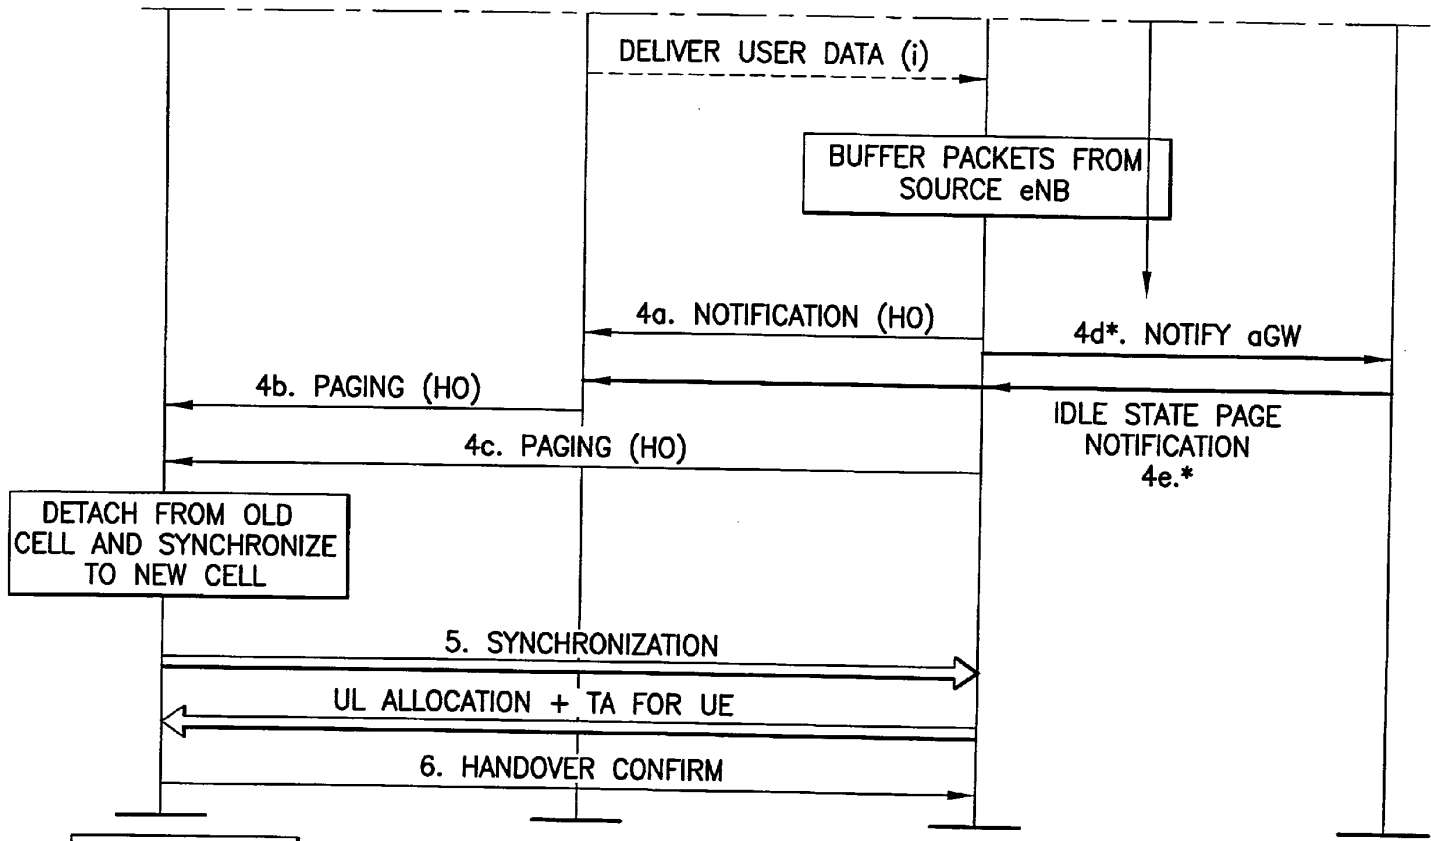 DELIVER USER DATA (i)
BUFFER PACKETS FROM
SOURCE eNB
4a. NOTIFICATION (HO)
4d*. NOTIFY aGW
4b. PAGING (HO)
IDLE STATE PAGE
NOTIFICATION
4e.*
4c. PAGING (HO)
DETACH FROM OLD
CELL AND SYNCHRONIZE
TO NEW CELL
5. SYNCHRONIZATION
UL ALLOCATION + TA FOR UE
6. HANDOVER CONFIRM